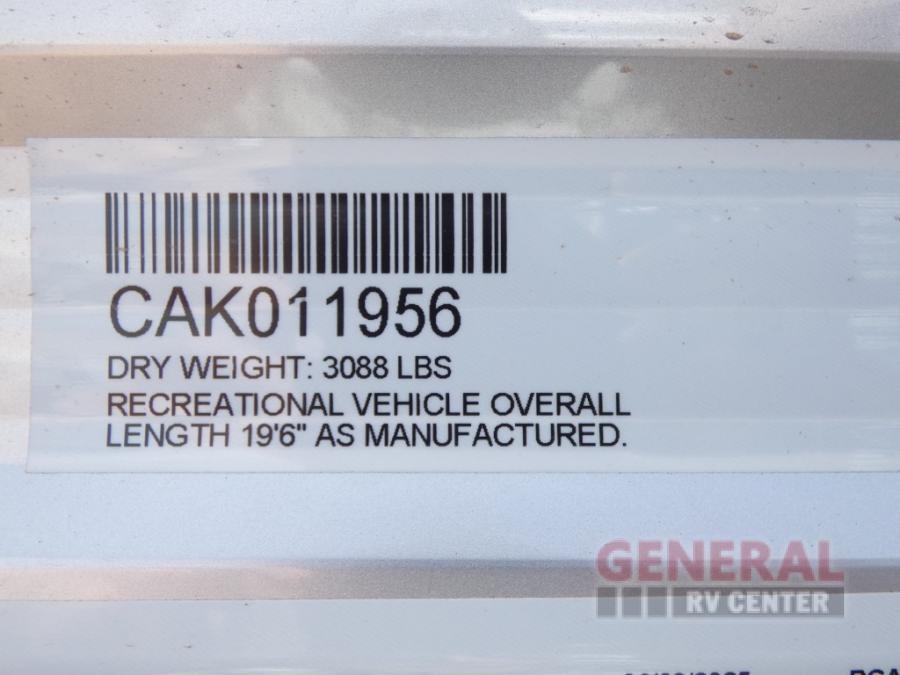 CAK011956
DRY WEIGHT: 3088 LBS
RECREATIONAL VEHICLE OVERALL
LENGTH 19'6" AS MANUFACTURED.
GENERAL
RV CENTER